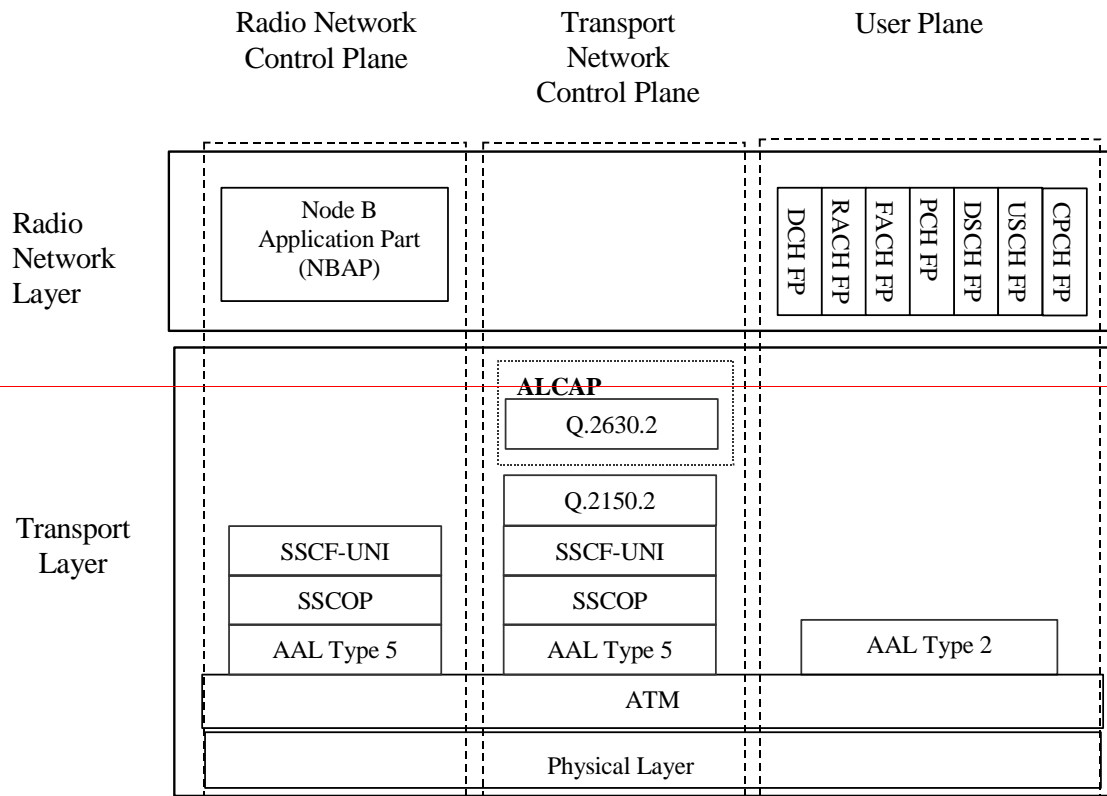 Radio Network
Control Plane
Transport
Network
Control Plane
User Plane
Radio
Network
Layer
Node B
Application Part
(NBAP)
DCH FP
RACH FP
FACH FP
PCH FP
DSCH FP
USCH FP
CPCH FP
Transport
Layer
ALCAP
Q.2630.2
Q.2150.2
SSCF-UNI
SSCF-UNI
SSCOP
SSCOP
AAL Type 5
AAL Type 5
AAL Type 2
ATM
Physical Layer